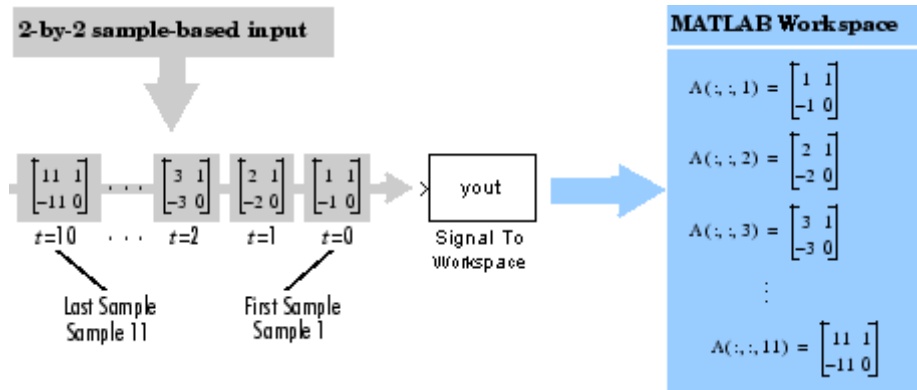 2-by-2 sample-based input
11 1
-11 0
. . .
3 1
-3 0
2 1
-2 0
1 1
-1 0
t=10 . . . t=2 t=1 t=0
Last Sample
Sample 11
First Sample
Sample 1
yout
Signal To
Workspace
MATLAB Workspace
A(:,:,1) = [1 1
-1 0]
A(:,:,2) = [2 1
-2 0]
A(:,:,3) = [3 1
-3 0]
⋮
A(:,:,11) = [11 1
-11 0]